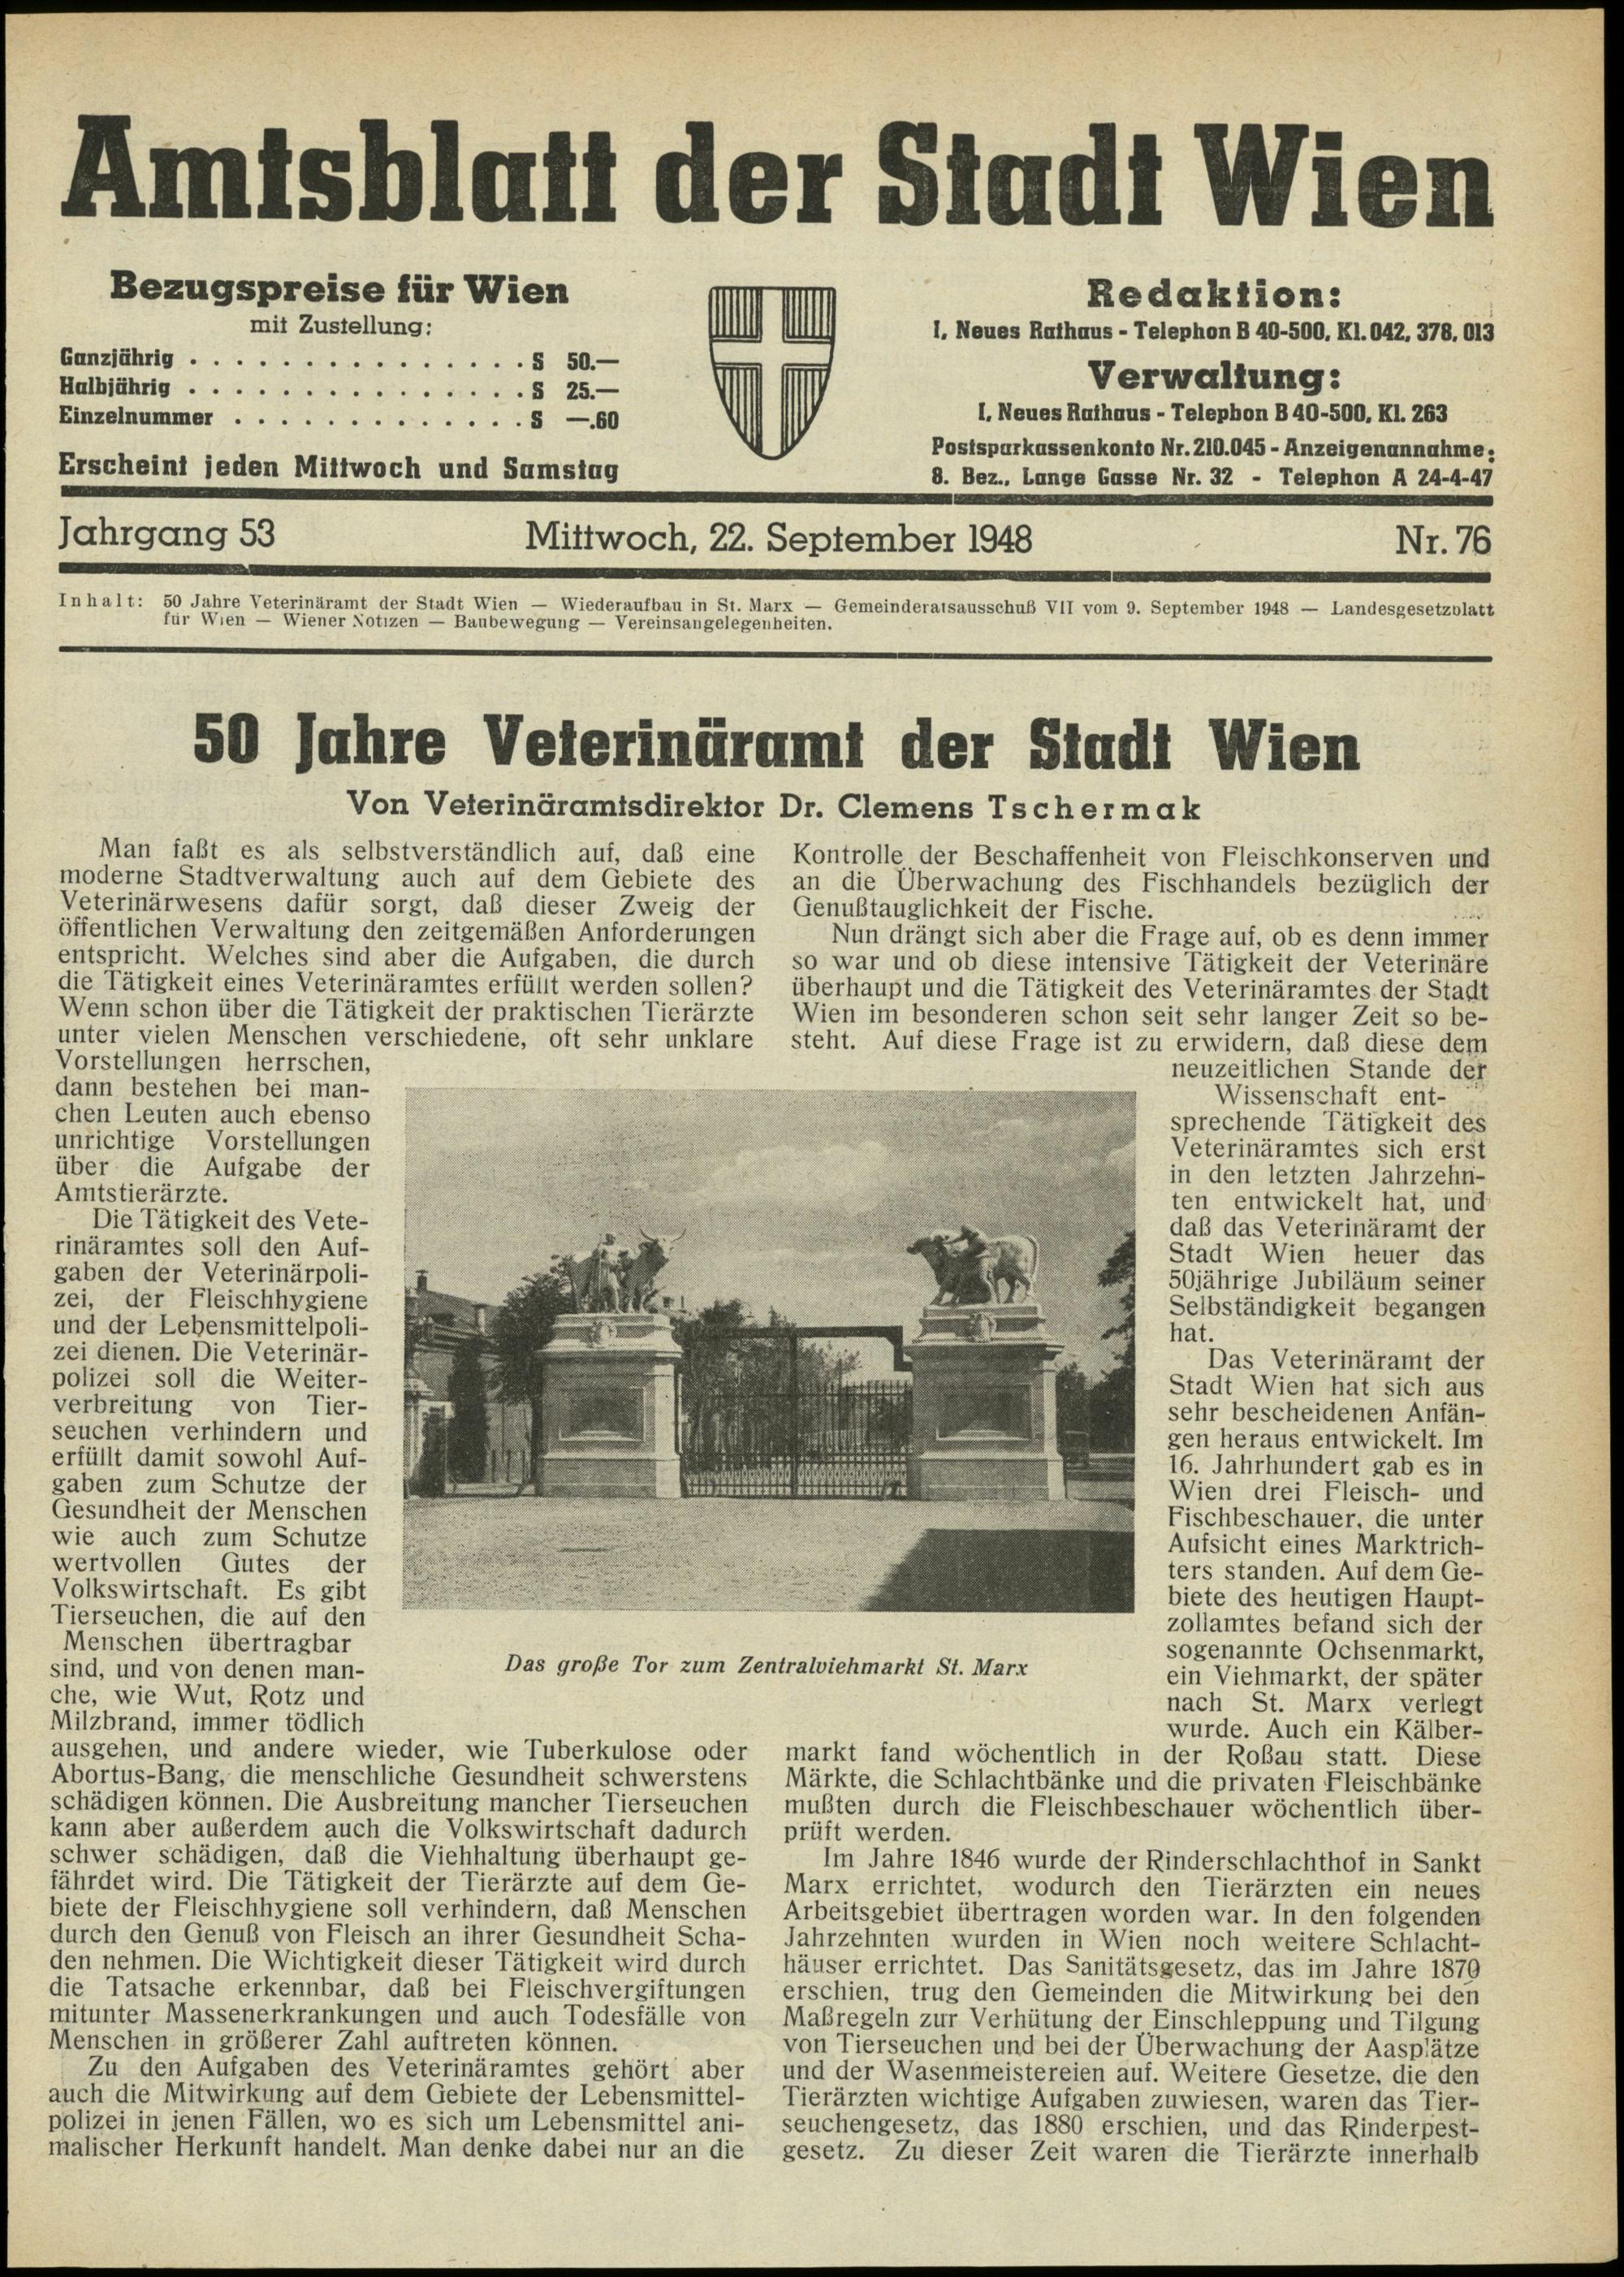 Amtsblatt der Stadt Wien
Bezugspreise für Wien
mit Zustellung:
Ganzjährig . . . . . . . . . . . . . . . S 50.—
Halbjährig . . . . . . . . . . . . . . . S 25.—
Einzelnummer . . . . . . . . . . . . . S —.60
Erscheint jeden Mittwoch und Samstag
Redaktion:
I, Neues Rathaus - Telephon B 40-500, Kl. 042, 378, 013
Verwaltung:
I, Neues Rathaus - Telephon B 40-500, Kl. 263
Postsparkassenkonto Nr. 210.045 - Anzeigenannahme:
8. Bez., Lange Gasse Nr. 32 - Telephon A 24-4-47
Jahrgang 53 Mittwoch, 22. September 1948 Nr. 76
Inhalt: 50 Jahre Veterinäramt der Stadt Wien — Wiederaufbau in St. Marx — Gemeinderatsausschuß VII vom 9. September 1948 — Landesgesetzblatt
für Wien — Wiener Notizen — Baubewegung — Vereinsangelegenheiten.
50 Jahre Veterinäramt der Stadt Wien
Von Veterinäramtsdirektor Dr. Clemens Tschermak
Man faßt es als selbstverständlich auf, daß eine
moderne Stadtverwaltung auch auf dem Gebiete des
Veterinärwesens dafür sorgt, daß dieser Zweig der
öffentlichen Verwaltung den zeitgemäßen Anforderungen
entspricht. Welches sind aber die Aufgaben, die durch
die Tätigkeit eines Veterinäramtes erfüllt werden sollen?
Wenn schon über die Tätigkeit der praktischen Tierärzte
unter vielen Menschen verschiedene, oft sehr unklare
Vorstellungen herrschen,
dann bestehen bei man-
chen Leuten auch ebenso
unrichtige Vorstellungen
über die Aufgabe der
Amtstierärzte.
Die Tätigkeit des Vete-
rinäramtes soll den Auf-
gaben der Veterinärpoli-
zei, der Fleischhygiene
und der Lebensmittelpoli-
zei dienen. Die Veterinär-
polizei soll die Weiter-
verbreitung von Tier-
seuchen verhindern und
erfüllt damit sowohl Auf-
gaben zum Schutze der
Gesundheit der Menschen
wie auch zum Schutze
wertvollen Gutes der
Volkswirtschaft. Es gibt
Tierseuchen, die auf den
Menschen übertragbar
sind, und von denen man-
che, wie Wut, Rotz und
Milzbrand, immer tödlich
ausgehen, und andere wieder, wie Tuberkulose oder
Abortus-Bang, die menschliche Gesundheit schwerstens
schädigen können. Die Ausbreitung mancher Tierseuchen
kann aber außerdem auch die Volkswirtschaft dadurch
schwer schädigen, daß die Viehhaltung überhaupt ge-
fährdet wird. Die Tätigkeit der Tierärzte auf dem Ge-
biete der Fleischhygiene soll verhindern, daß Menschen
durch den Genuß von Fleisch an ihrer Gesundheit Scha-
den nehmen. Die Wichtigkeit dieser Tätigkeit wird durch
die Tatsache erkennbar, daß bei Fleischvergiftungen
mitunter Massenerkrankungen und auch Todesfälle von
Menschen in größerer Zahl auftreten können.
Zu den Aufgaben des Veterinäramtes gehört aber
auch die Mitwirkung auf dem Gebiete der Lebensmittel-
polizei in jenen Fällen, wo es sich um Lebensmittel ani-
malischer Herkunft handelt. Man denke dabei nur an die
Das große Tor zum Zentralviehmarkt St. Marx
Kontrolle der Beschaffenheit von Fleischkonserven und
an die Überwachung des Fischhandels bezüglich der
Genußtauglichkeit der Fische.
Nun drängt sich aber die Frage auf, ob es denn immer
so war und ob diese intensive Tätigkeit der Veterinäre
überhaupt und die Tätigkeit des Veterinäramtes der Stadt
Wien im besonderen schon seit sehr langer Zeit so be-
steht. Auf diese Frage ist zu erwidern, daß diese dem
neuzeitlichen Stande der
Wissenschaft ent-
sprechende Tätigkeit des
Veterinäramtes sich erst
in den letzten Jahrzehn-
ten entwickelt hat, und
daß das Veterinäramt der
Stadt Wien heuer das
50jährige Jubiläum seiner
Selbständigkeit begangen
hat.
Das Veterinäramt der
Stadt Wien hat sich aus
sehr bescheidenen Anfän-
gen heraus entwickelt. Im
16. Jahrhundert gab es in
Wien drei Fleisch- und
Fischbeschauer, die unter
Aufsicht eines Marktrich-
ters standen. Auf dem Ge-
biete des heutigen Haupt-
zollamtes befand sich der
sogenannte Ochsenmarkt,
ein Viehmarkt, der später
nach St. Marx verlegt
wurde. Auch ein Kälber-
markt fand wöchentlich in der Roßau statt. Diese
Märkte, die Schlachtbänke und die privaten Fleischbänke
mußten durch die Fleischbeschauer wöchentlich über-
prüft werden.
Im Jahre 1846 wurde der Rinderschlachthof in Sankt
Marx errichtet, wodurch den Tierärzten ein neues
Arbeitsgebiet übertragen worden war. In den folgenden
Jahrzehnten wurden in Wien noch weitere Schlacht-
häuser errichtet. Das Sanitätsgesetz, das im Jahre 1870
erschien, trug den Gemeinden die Mitwirkung bei den
Maßregeln zur Verhütung der Einschleppung und Tilgung
von Tierseuchen und bei der Überwachung der Aasplätze
und der Wasenmeistereien auf. Weitere Gesetze, die den
Tierärzten wichtige Aufgaben zuwiesen, waren das Tier-
seuchengesetz, das 1880 erschien, und das Rinderpest-
gesetz. Zu dieser Zeit waren die Tierärzte innerhalb